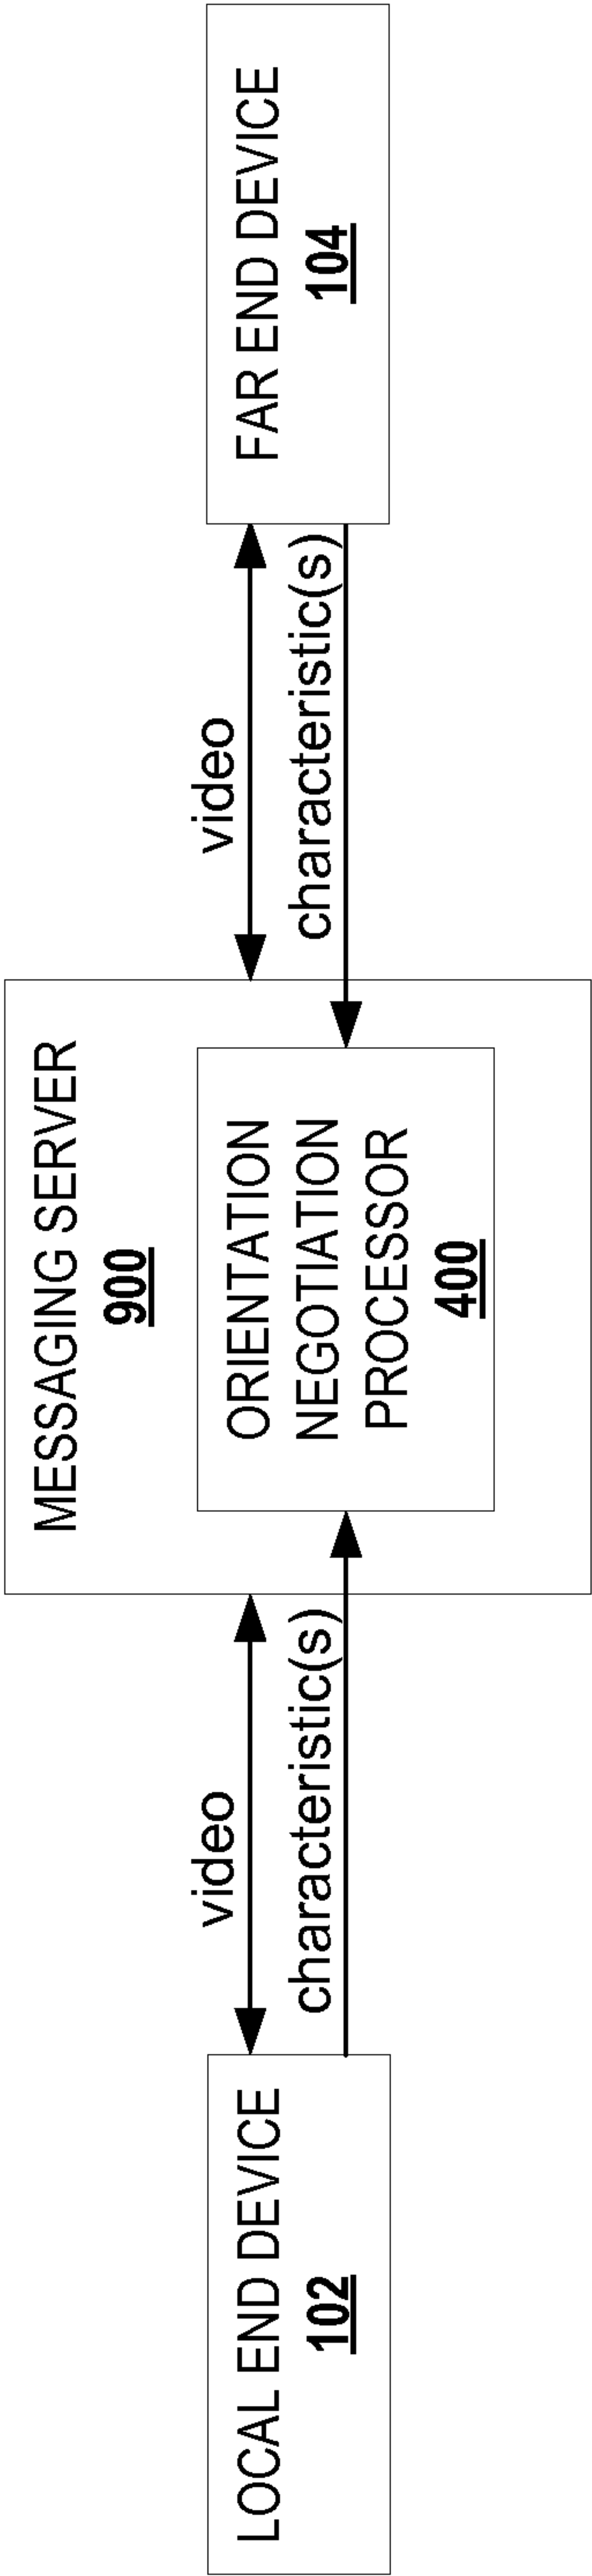 MESSAGING SERVER
900
LOCAL END DEVICE
102
video
characteristic(s)
ORIENTATION
NEGOTIATION
PROCESSOR
400
video
characteristic(s)
FAR END DEVICE
104